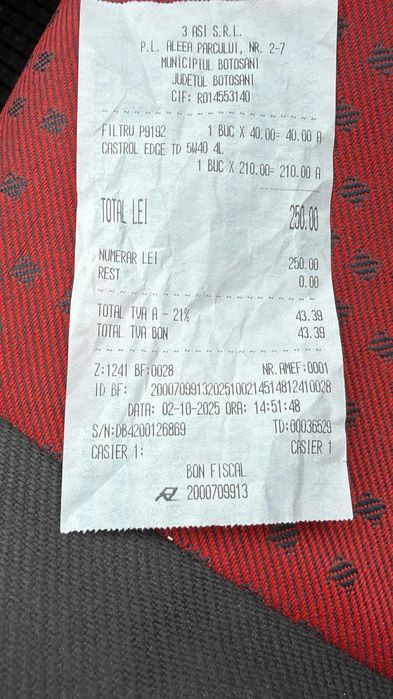 3 ASI S.R.L.
P.L. ALEEA PARCULUI, NR. 2-7
MUNICIPIUL BOTOSANI
JUDETUL BOTOSANI
CIF: RO14553140
FILTRU P9192 1 BUC X 40.00= 40.00 A
CASTROL EDGE TD 5W40 4L
1 BUC X 210.00= 210.00 A
TOTAL LEI 250.00
NUMERAR LEI 250.00
REST 0.00
TOTAL TVA A - 21% 43.39
TOTAL TVA BON 43.39
Z:1241 BF:0028 NR.AMEF:0001
ID BF: 20007099132025100214514812410028
DATA: 02-10-2025 ORA: 14:51:48
S/N:DB4200126869 TD:00036529
CASIER 1: CASIER 1
BON FISCAL
2000709913